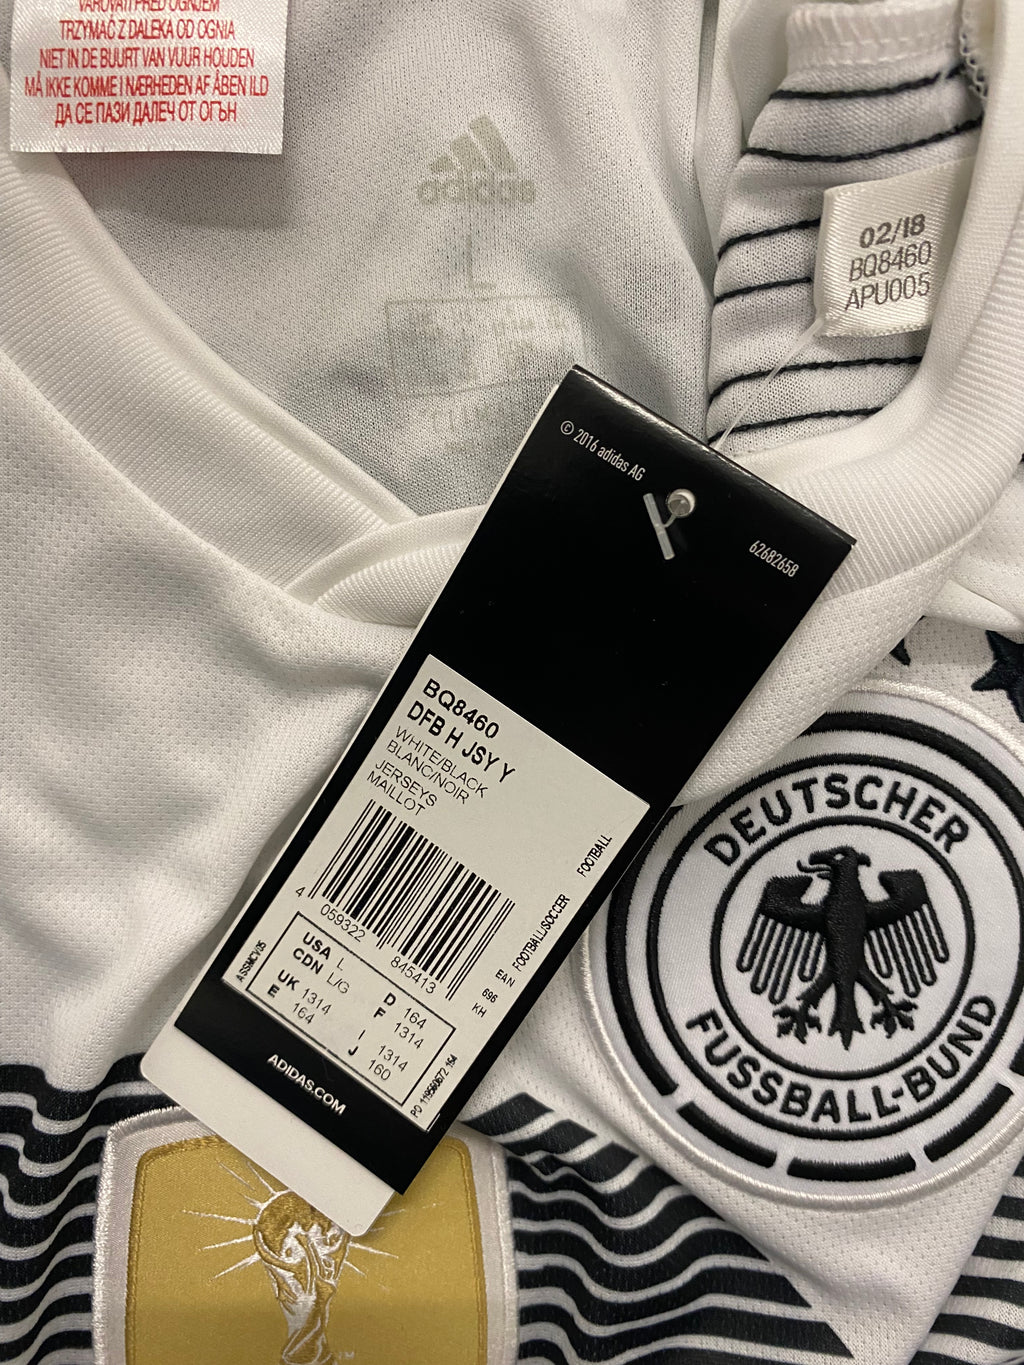 VAROVATI PRED OGNJEM
TRZYMAĆ Z DALEKA OD OGNIA
NIET IN DE BUURT VAN VUUR HOUDEN
MÅ IKKE KOMME I NÆRHEDEN AF ÅBEN ILD
ДА СЕ ПАЗИ ДАЛЕЧ ОТ ОГЪН
adidas
L
02/18
BQ8460
APU005
© 2016 adidas AG
62682658
BQ8460
DFB H JSY Y
WHITE/BLACK
BLANC/NOIR
JERSEYS
MAILLOT
FOOTBALL
FOOTBALL/SOCCER
4 059322 845413
EAN
696
KH
USA L
CDN L/G
UK 1314
E 164
D 164
F 1314
I 1314
J 160
ADIDAS.COM
DEUTSCHER
FUSSBALL-BUND
TM